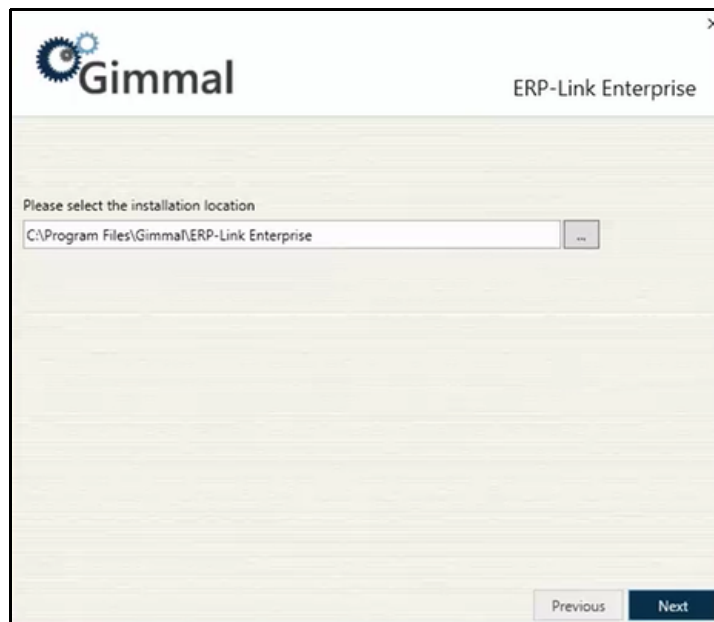 Gimmal
ERP-Link Enterprise
Please select the installation location
C:\Program Files\Gimmal\ERP-Link Enterprise
...
Previous
Next